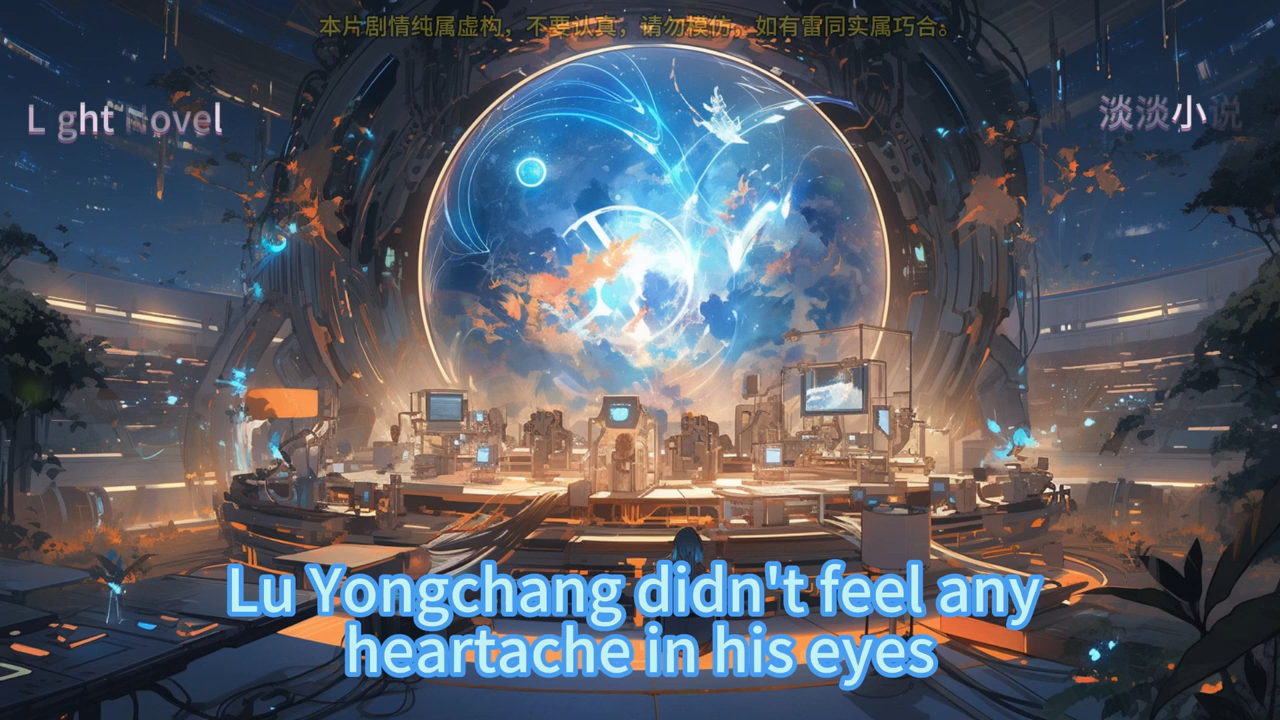 本片剧情纯属虚构，不要认真，请勿模仿，如有雷同实属巧合。
L ght Novel
淡淡小说
Lu Yongchang didn't feel any
heartache in his eyes